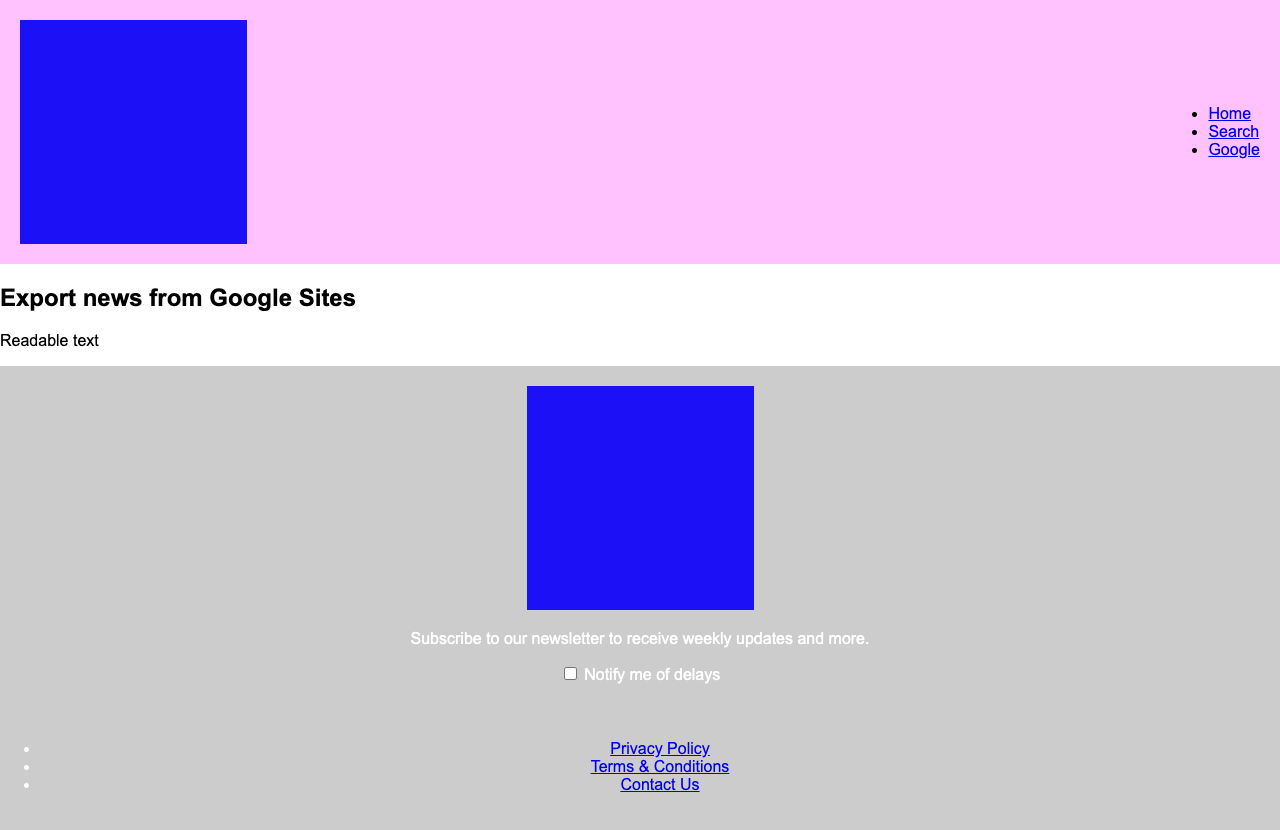 Home
Search
Google
Export news from Google Sites
Readable text
Subscribe to our newsletter to receive weekly updates and more.
Notify me of delays
Privacy Policy
Terms & Conditions
Contact Us